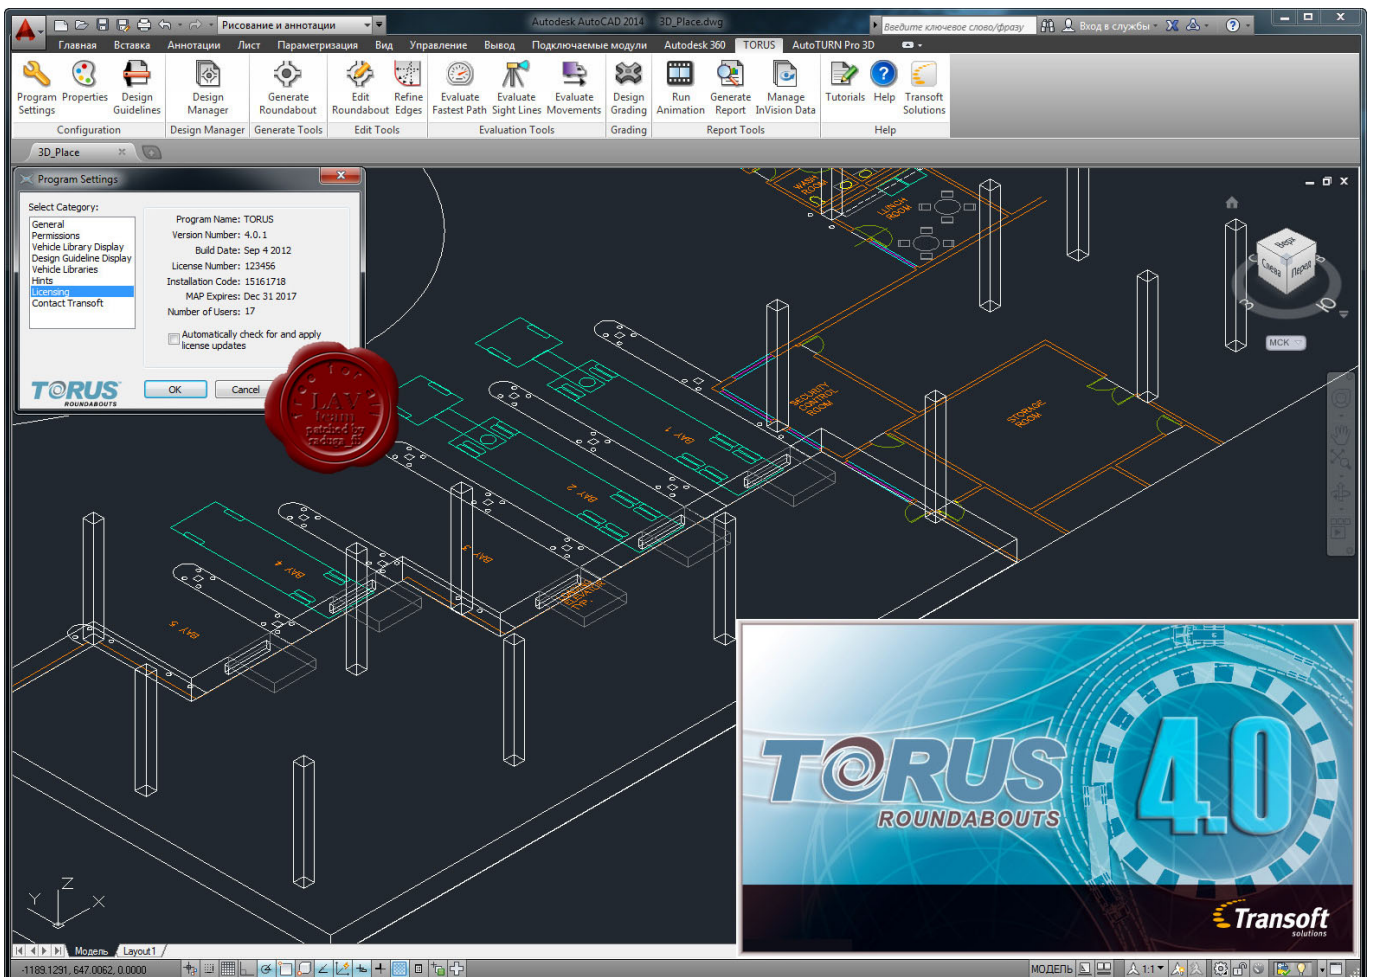 Рисование и аннотации
Autodesk AutoCAD 2014 3D_Place.dwg
Введите ключевое слово/фразу
Вход в службы
Главная Вставка Аннотации Лист Параметризация Вид Управление Вывод Подключаемые модули Autodesk 360 TORUS AutoTURN Pro 3D
Program Settings
Properties
Design Guidelines
Design Manager
Generate Roundabout
Edit Roundabout
Refine Edges
Evaluate Fastest Path
Evaluate Sight Lines
Evaluate Movements
Design Grading
Run Animation
Generate Report
Manage InVision Data
Tutorials
Help
Transoft Solutions
Configuration
Design Manager
Generate Tools
Edit Tools
Evaluation Tools
Grading
Report Tools
Help
3D_Place
Program Settings
Select Category:
General
Permissions
Vehicle Library Display
Design Guideline Display
Vehicle Libraries
Hints
Licensing
Contact Transoft
Program Name: TORUS
Version Number: 4.0.1
Build Date: Sep 4 2012
License Number: 123456
Installation Code: 15161718
MAP Expires: Dec 31 2017
Number of Users: 17
Automatically check for and apply
license updates
TORUS
ROUNDABOUTS
OK
Cancel
LAV
team
patched by
WASH
ROOM
LUNCH
ROOM
SECURITY
CONTROL
ROOM
STORAGE
ROOM
BAY 1
BAY 2
BAY 3
BAY 4
BAY 5
Верх
Слева
Перед
З
Ю
МСК
TORUS
ROUNDABOUTS
4.0
Transoft
solutions
Z
Y
X
Модель
Layout1
-1189.1291, 647.0062, 0.0000
МОДЕЛЬ
1:1